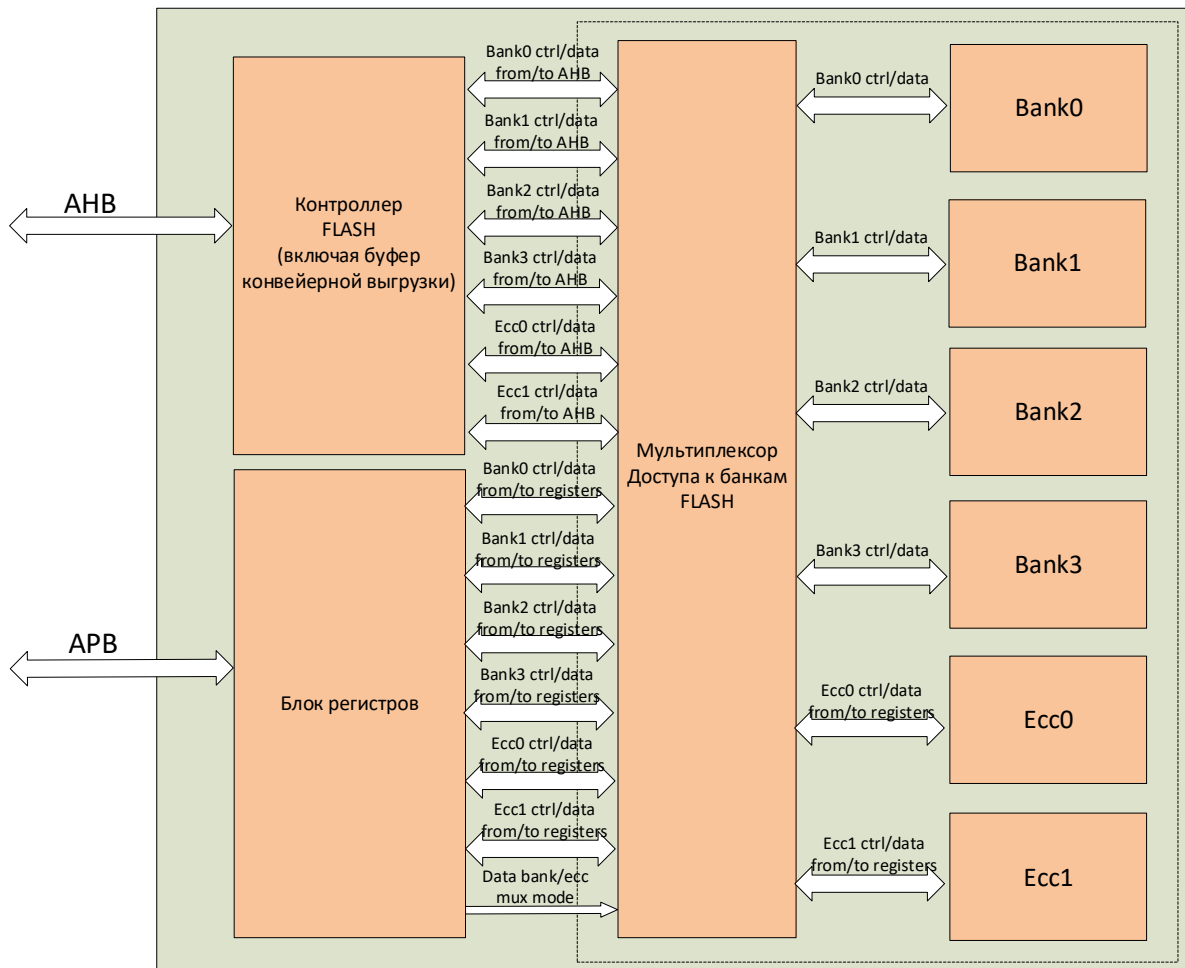 AHB
APB
Контроллер
FLASH
(включая буфер
конвейерной выгрузки)
Блок регистров
Bank0 ctrl/data
from/to AHB
Bank1 ctrl/data
from/to AHB
Bank2 ctrl/data
from/to AHB
Bank3 ctrl/data
from/to AHB
Ecc0 ctrl/data
from/to AHB
Ecc1 ctrl/data
from/to AHB
Bank0 ctrl/data
from/to registers
Bank1 ctrl/data
from/to registers
Bank2 ctrl/data
from/to registers
Bank3 ctrl/data
from/to registers
Ecc0 ctrl/data
from/to registers
Ecc1 ctrl/data
from/to registers
Data bank/ecc
mux mode
Мультиплексор
Доступа к банкам
FLASH
Bank0 ctrl/data
Bank1 ctrl/data
Bank2 ctrl/data
Bank3 ctrl/data
Ecc0 ctrl/data
from/to registers
Ecc1 ctrl/data
from/to registers
Bank0
Bank1
Bank2
Bank3
Ecc0
Ecc1